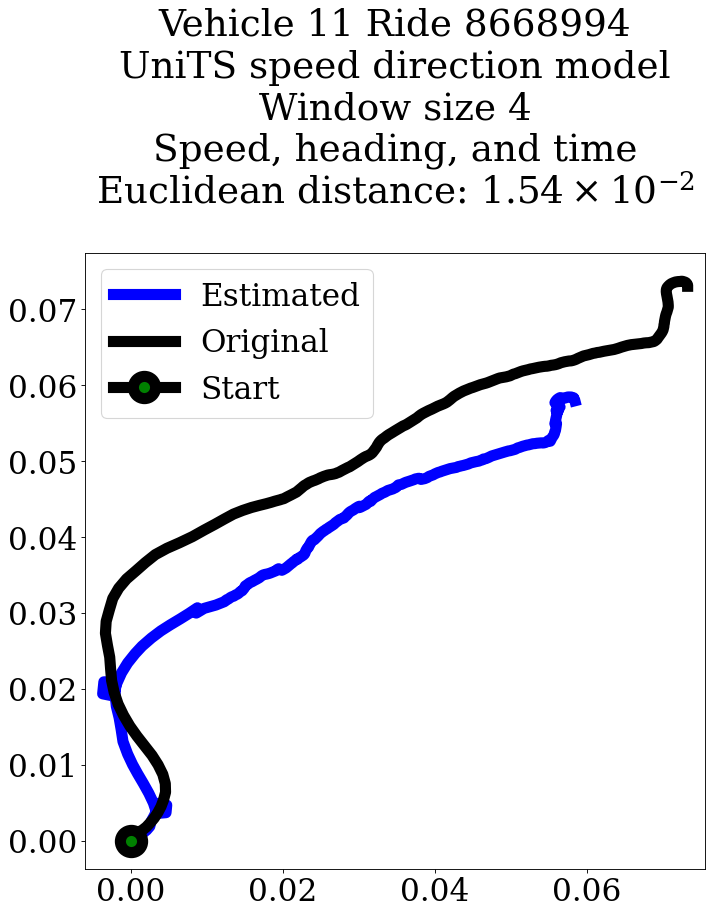 Vehicle 11 Ride 8668994
UniTS speed direction model
Window size 4
Speed, heading, and time
Euclidean distance: 1.54 × 10⁻²
Estimated
Original
Start
0.07
0.06
0.05
0.04
0.03
0.02
0.01
0.00
0.00 0.02 0.04 0.06